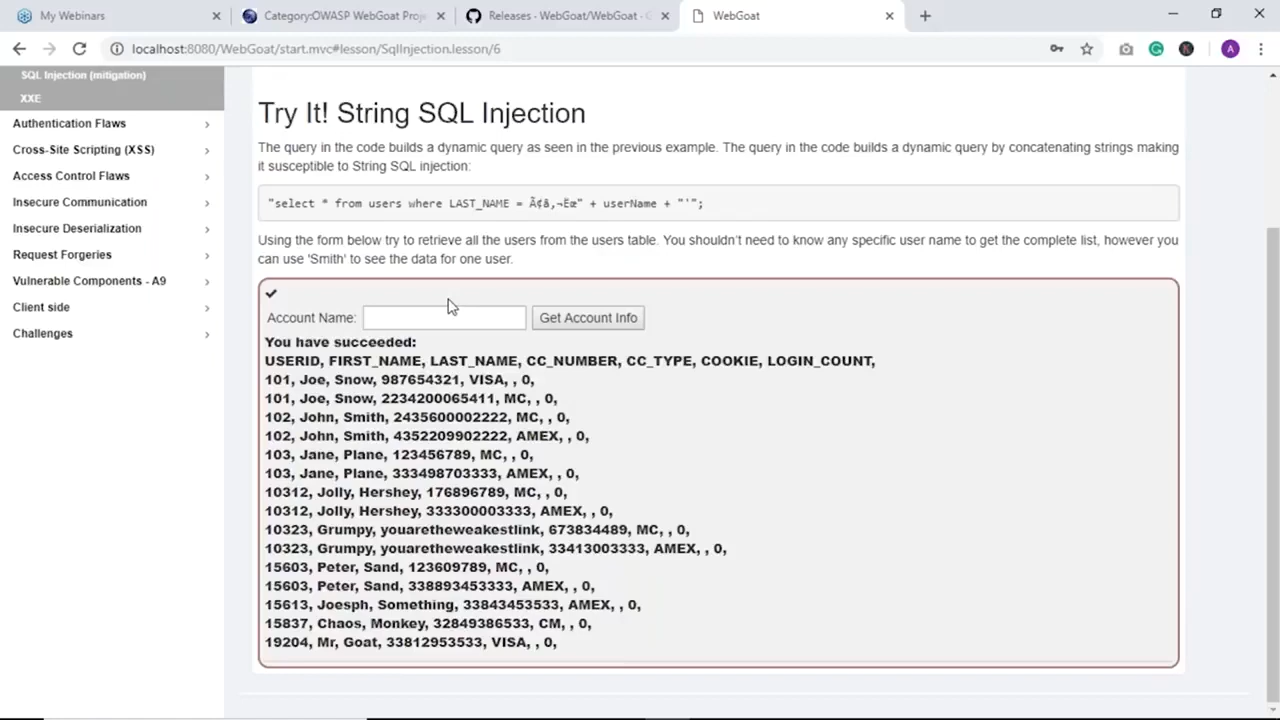 My Webinars
Category:OWASP WebGoat Proje
Releases · WebGoat/WebGoat · G
WebGoat
localhost:8080/WebGoat/start.mvc#lesson/SqlInjection.lesson/6
A
SQL Injection (mitigation)
XXE
Authentication Flaws
Cross-Site Scripting (XSS)
Access Control Flaws
Insecure Communication
Insecure Deserialization
Request Forgeries
Vulnerable Components - A9
Client side
Challenges
Try It! String SQL Injection
The query in the code builds a dynamic query as seen in the previous example. The query in the code builds a dynamic query by concatenating strings making
it susceptible to String SQL injection:
"select * from users where LAST_NAME = Ã¢â‚¬Ëœ" + userName + "'";
Using the form below try to retrieve all the users from the users table. You shouldn't need to know any specific user name to get the complete list, however you
can use 'Smith' to see the data for one user.
Account Name:
Get Account Info
You have succeeded:
USERID, FIRST_NAME, LAST_NAME, CC_NUMBER, CC_TYPE, COOKIE, LOGIN_COUNT,
101, Joe, Snow, 987654321, VISA, , 0,
101, Joe, Snow, 2234200065411, MC, , 0,
102, John, Smith, 2435600002222, MC, , 0,
102, John, Smith, 4352209902222, AMEX, , 0,
103, Jane, Plane, 123456789, MC, , 0,
103, Jane, Plane, 333498703333, AMEX, , 0,
10312, Jolly, Hershey, 176896789, MC, , 0,
10312, Jolly, Hershey, 333300003333, AMEX, , 0,
10323, Grumpy, youaretheweakestlink, 673834489, MC, , 0,
10323, Grumpy, youaretheweakestlink, 33413003333, AMEX, , 0,
15603, Peter, Sand, 123609789, MC, , 0,
15603, Peter, Sand, 338893453333, AMEX, , 0,
15613, Joesph, Something, 33843453533, AMEX, , 0,
15837, Chaos, Monkey, 32849386533, CM, , 0,
19204, Mr, Goat, 33812953533, VISA, , 0,